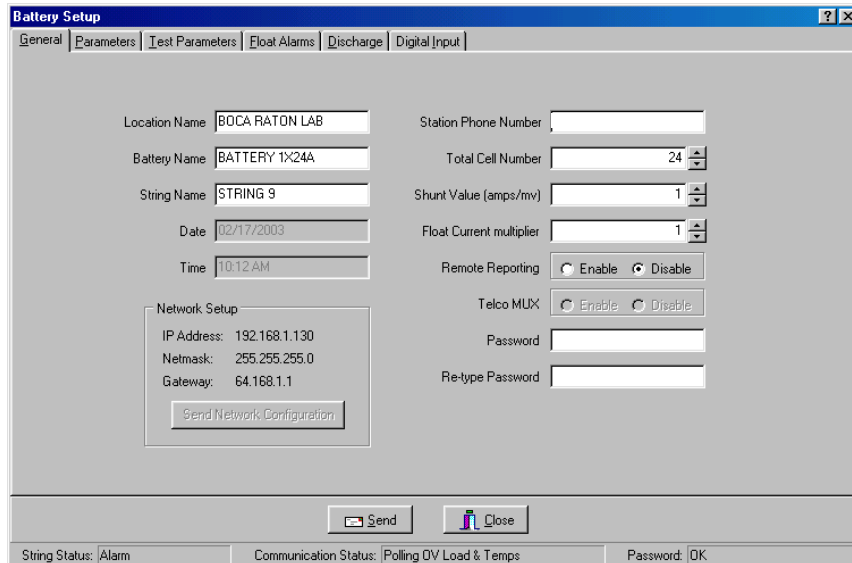 Battery Setup
General Parameters Test Parameters Float Alarms Discharge Digital Input
Location Name BOCA RATON LAB
Battery Name BATTERY 1X24A
String Name STRING 9
Date 02/17/2003
Time 10:12 AM
Network Setup
IP Address: 192.168.1.130
Netmask: 255.255.255.0
Gateway: 64.168.1.1
Send Network Configuration
Station Phone Number
Total Cell Number 24
Shunt Value (amps/mv) 1
Float Current multiplier 1
Remote Reporting Enable Disable
Telco MUX Enable Disable
Password
Re-type Password
Send Close
String Status: Alarm Communication Status: Polling OV Load & Temps Password: OK